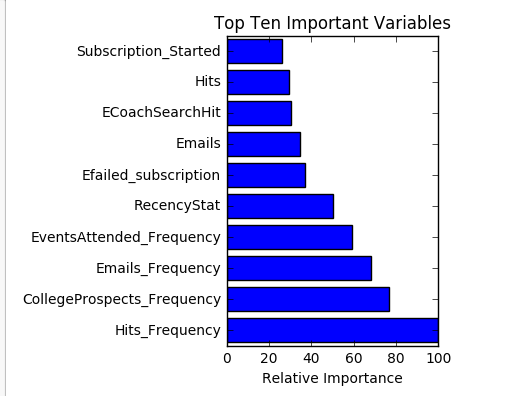 Top Ten Important Variables
Subscription_Started
Hits
ECoachSearchHit
Emails
Efailed_subscription
RecencyStat
EventsAttended_Frequency
Emails_Frequency
CollegeProspects_Frequency
Hits_Frequency
0 20 40 60 80 100
Relative Importance